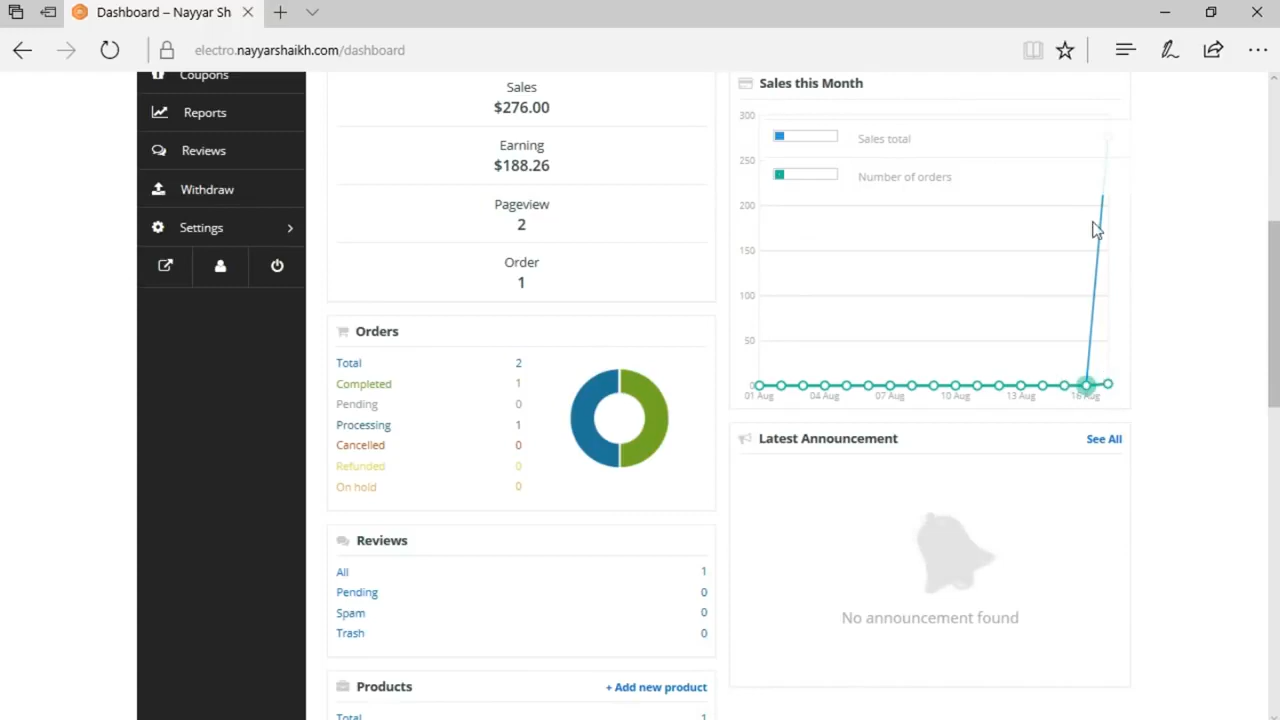 Dashboard – Nayyar Sh
electro.nayyarshaikh.com/dashboard
Coupons
Reports
Reviews
Withdraw
Settings
Sales
$276.00
Earning
$188.26
Pageview
2
Order
1
Orders
Total 2
Completed 1
Pending 0
Processing 1
Cancelled 0
Refunded 0
On hold 0
Reviews
All 1
Pending 0
Spam 0
Trash 0
Products + Add new product
Total 1
Sales this Month
300
Sales total
250
Number of orders
200
150
100
50
0
01 Aug 04 Aug 07 Aug 10 Aug 13 Aug 16 Aug
Latest Announcement See All
No announcement found